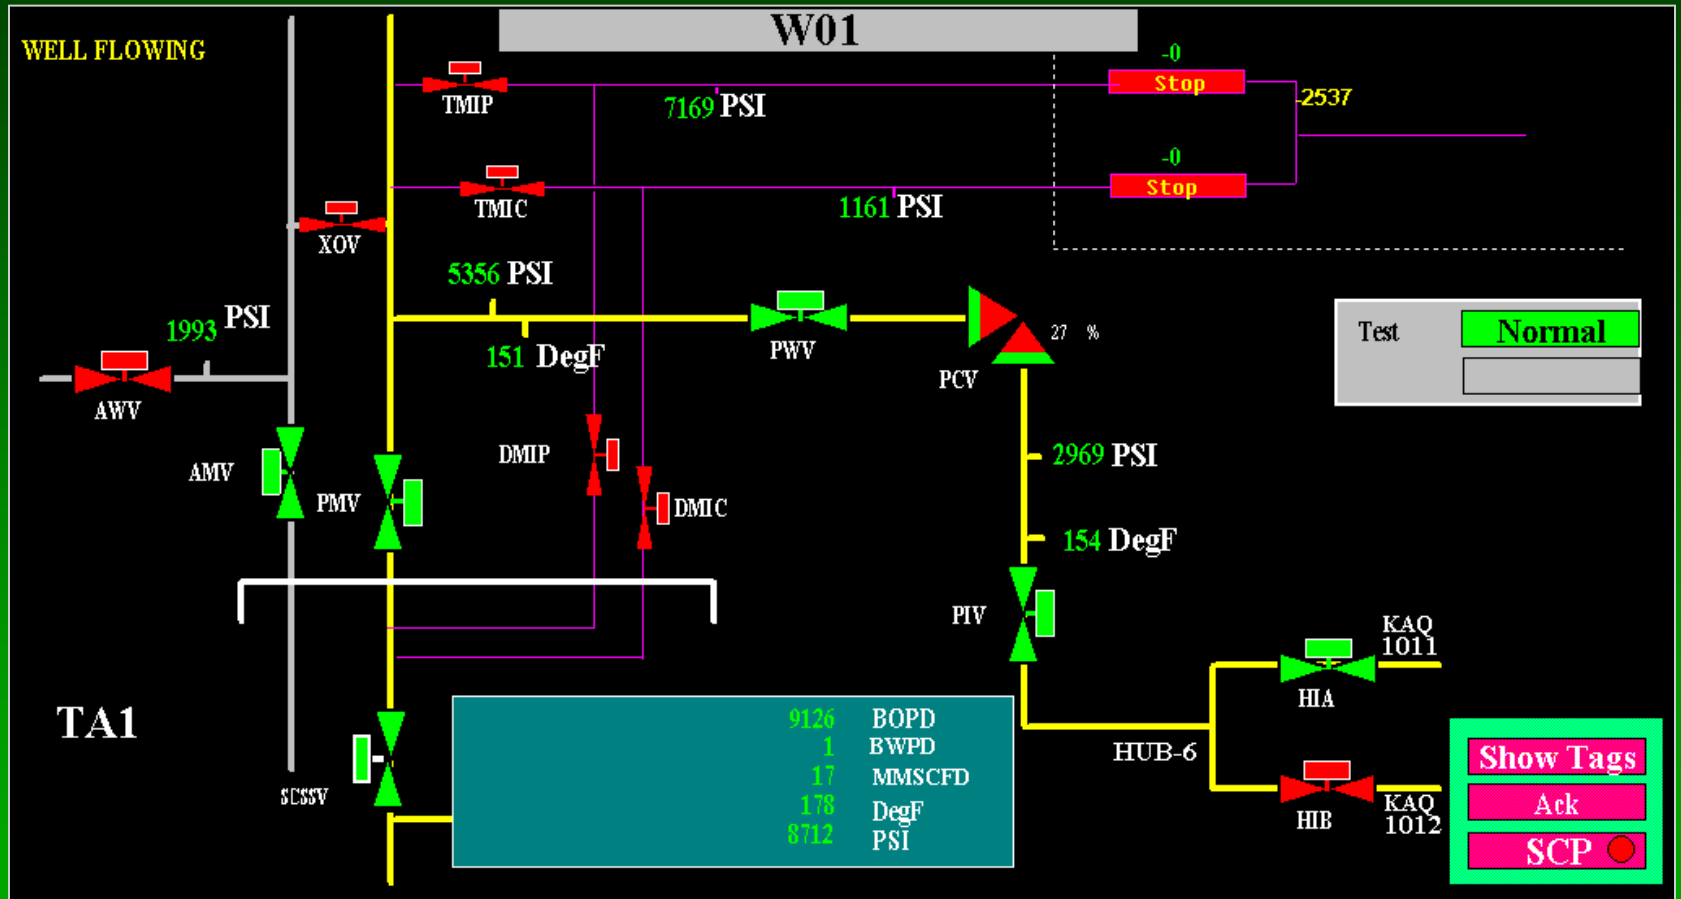 W01
WELL FLOWING
-0
Stop
TMIP
7169 PSI
-2537
-0
Stop
TMIC
1161 PSI
XOV
5356 PSI
1993 PSI
151 DegF
PWV
27 %
PCV
Test Normal
AWV
AMV
PMV
DMIP
DMIC
2969 PSI
154 DegF
PIV
KAQ
1011
HIA
TA1
SCSSV
9126 BOPD
1 BWPD
17 MMSCFD
178 DegF
8712 PSI
HUB-6
HIB
KAQ
1012
Show Tags
Ack
SCP